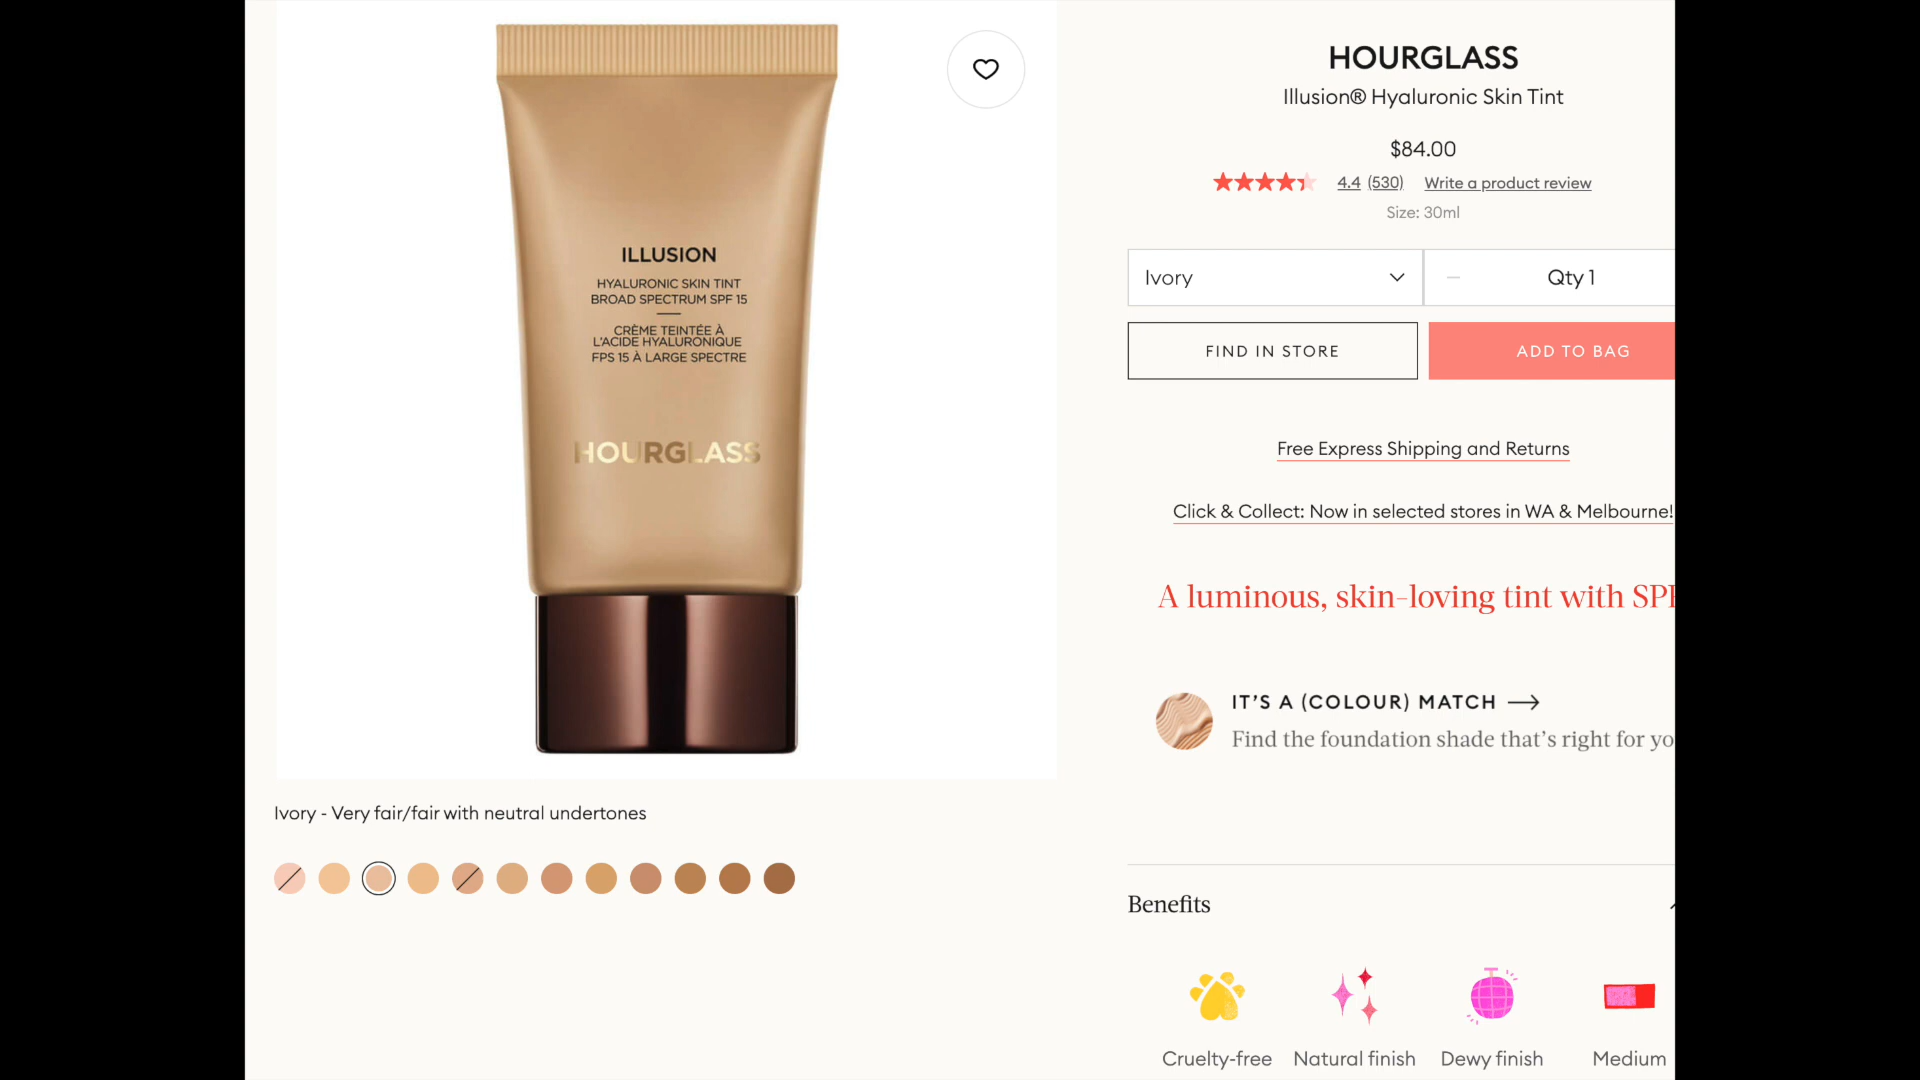 ILLUSION
HYALURONIC SKIN TINT
BROAD SPECTRUM SPF 15
CRÈME TEINTÉE À
L'ACIDE HYALURONIQUE
FPS 15 À LARGE SPECTRE
HOURGLASS
Ivory - Very fair/fair with neutral undertones
HOURGLASS
Illusion® Hyaluronic Skin Tint
$84.00
4.4 (530) Write a product review
Size: 30ml
Ivory
Qty 1
FIND IN STORE
ADD TO BAG
Free Express Shipping and Returns
Click & Collect: Now in selected stores in WA & Melbourne!
A luminous, skin-loving tint with SPF
IT'S A (COLOUR) MATCH →
Find the foundation shade that's right for yo
Benefits
Cruelty-free
Natural finish
Dewy finish
Medium